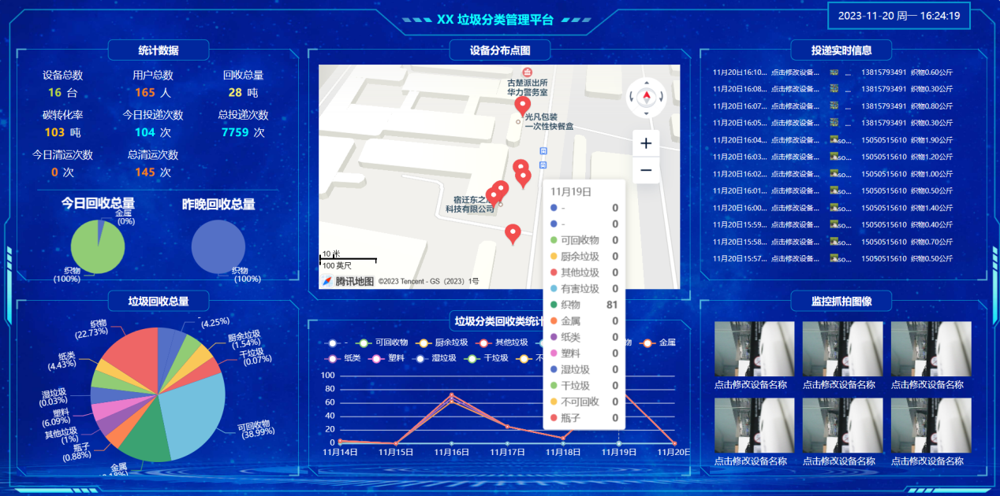 XX 垃圾分类管理平台
2023-11-20 周一 16:24:19
统计数据
设备总数 用户总数 回收总量
16 台 165 人 28 吨
碳转化率 今日投递次数 总投递次数
103 吨 104 次 7759 次
今日清运次数 总清运次数
0 次 145 次
今日回收总量 昨晚回收总量
金属
(0%)
织物
(100%)
织物
(100%)
垃圾回收总量
-
(4.25%)
厨余垃圾
(1.54%)
干垃圾
(0.07%)
可回收物
(38.99%)
金属
瓶子
(0.88%)
其他垃圾
(1%)
塑料
(6.09%)
湿垃圾
(0.03%)
纸类
(4.43%)
织物
(22.73%)
设备分布点图
古楚派出所
华力警务室
光凡包装
一次性快餐盒
宿迁东之
科技有限公司
10 米
100 英尺
腾讯地图 ©2023 Tencent - GS（2023）1号
11月19日
- 0
- 0
可回收物 0
厨余垃圾 0
其他垃圾 0
有害垃圾 0
织物 81
金属 0
纸类 0
塑料 0
湿垃圾 0
干垃圾 0
不可回收 0
瓶子 0
垃圾分类回收类统计
- 可回收物 厨余垃圾 其他垃圾 物 金属
纸类 塑料 湿垃圾 干垃圾 不
100
80
60
40
20
0
11月14日 11月15日 11月16日 11月17日 11月18日 11月19日 11月20日
投递实时信息
11月20日16:10... 点击修改设备... ... 13815793491 织物0.60公斤
11月20日16:08... 点击修改设备... ... 13815793491 织物0.30公斤
11月20日16:07... 点击修改设备... ... 13815793491 织物0.80公斤
11月20日16:05... 点击修改设备... ... 13815793491 织物0.30公斤
11月20日16:04... 点击修改设备... so... 15050515610 织物1.90公斤
11月20日16:03... 点击修改设备... so... 15050515610 织物1.20公斤
11月20日16:02... 点击修改设备... so... 15050515610 织物1.00公斤
11月20日16:01... 点击修改设备... so... 15050515610 织物0.50公斤
11月20日16:00... 点击修改设备... so... 15050515610 织物1.40公斤
11月20日15:59... 点击修改设备... so... 15050515610 织物0.40公斤
11月20日15:58... 点击修改设备... so... 15050515610 织物0.70公斤
11月20日15:57... 点击修改设备... so... 15050515610 织物0.50公斤
监控抓拍图像
点击修改设备名称 点击修改设备名称 点击修改设备名称
点击修改设备名称 点击修改设备名称 点击修改设备名称